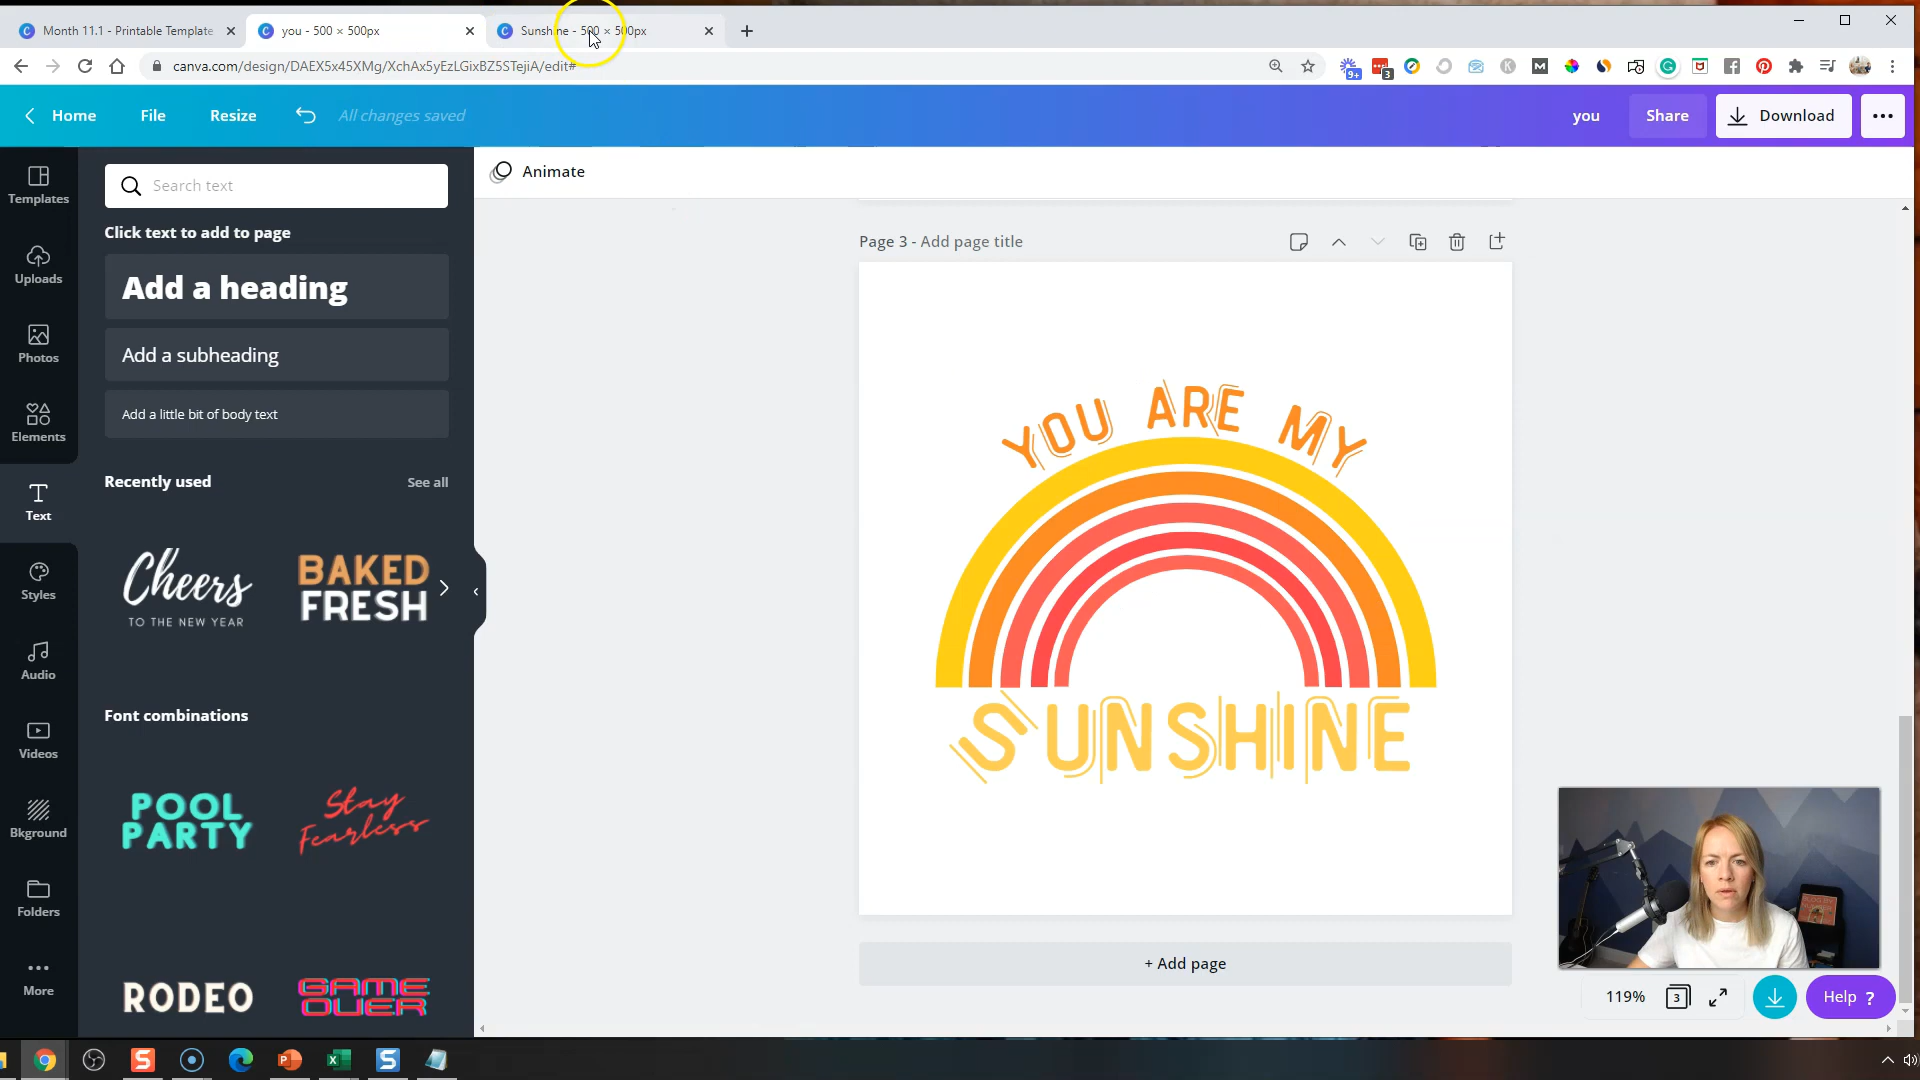 Month 11.1 - Printable Template
you - 500 × 500px
Sunshine - 500 × 500px
canva.com/design/DAEX5x45XMg/XchAx5yEzLGixBZ5STejiA/edit#
9+
3
Home
File
Resize
All changes saved
you
Share
Download
Templates
Uploads
Photos
Elements
Text
Styles
Audio
Videos
Bkground
Folders
More
Search text
Click text to add to page
Add a heading
Add a subheading
Add a little bit of body text
Recently used
See all
Cheers
TO THE NEW YEAR
BAKED
FRESH
Font combinations
POOL
PARTY
Stay
Fearless
RODEO
GAME
OVER
Animate
Page 3 - Add page title
YOU ARE MY
SUNSHINE
+ Add page
119%
3
Help ?